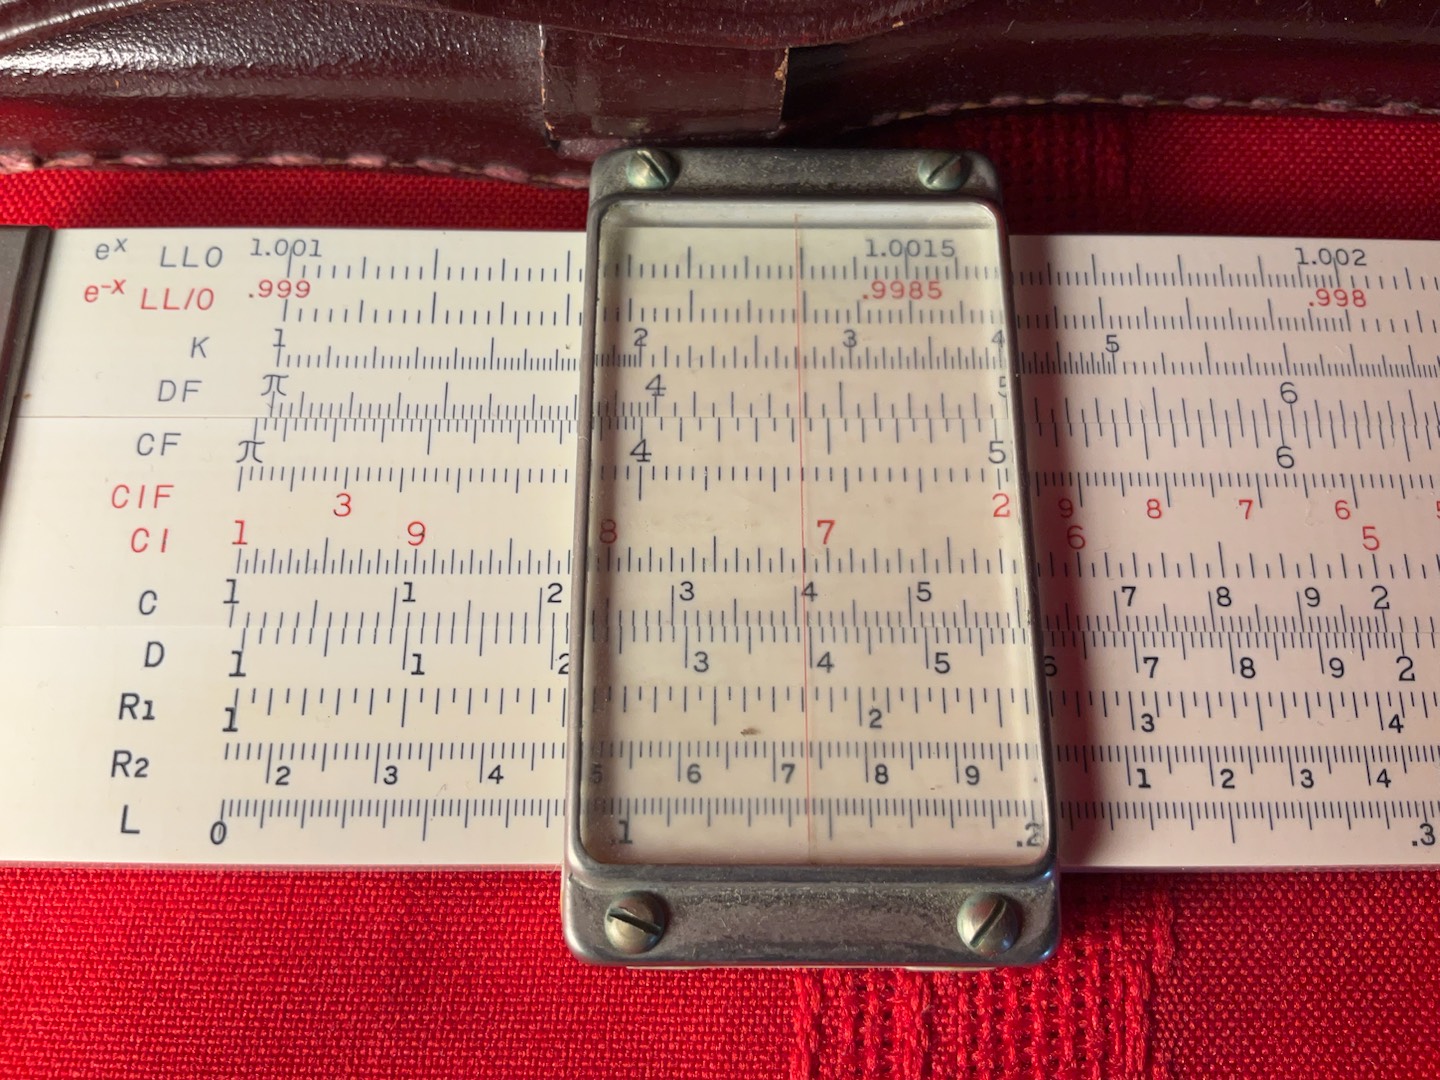 eˣ LL0 1.001 1.0015 1.002
e⁻ˣ LL/0 .999 .9985 .998
K 1 2 3 4 5
DF π 4 5 6
CF π 4 5 6
CIF 3 2 9 8 7 6
CI 1 9 8 7 6 5
C 1 1 2 3 4 5 7 8 9 2
D 1 1 2 3 4 5 6 7 8 9 2
R1 1 2 3 4
R2 2 3 4 5 6 7 8 9 1 2 3 4
L 0 .1 .2 .3